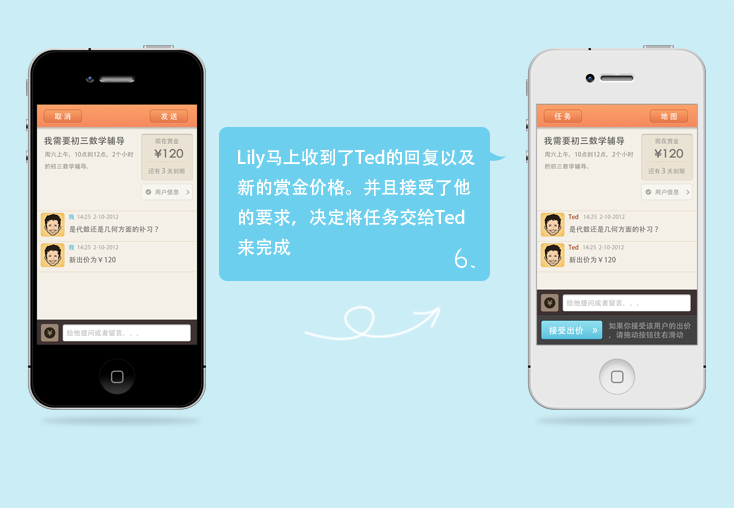 取 消
发 送
我需要初三数学辅导
周六上午，10点到12点，2个小时
的初三数学辅导。
现在赏金
¥120
还有 3 天到期
用户信息
我 14:25 2-10-2012
是代数还是几何方面的补习？
我 14:25 2-10-2012
新出价为￥120
¥
给他提问或者留言。。。
Lily马上收到了Ted的回复以及
新的赏金价格。并且接受了他
的要求，决定将任务交给Ted
来完成
6、
任 务
地 图
我需要初三数学辅导
周六上午，10点到12点，2个小时
的初三数学辅导。
现在赏金
¥120
还有 3 天到期
用户信息
Ted 14:25 2-10-2012
是代数还是几何方面的补习？
Ted 14:25 2-10-2012
新出价为￥120
¥
给他提问或者留言。。。
接受出价 »
如果你接受该用户的出价
，请拖动按钮往右滑动